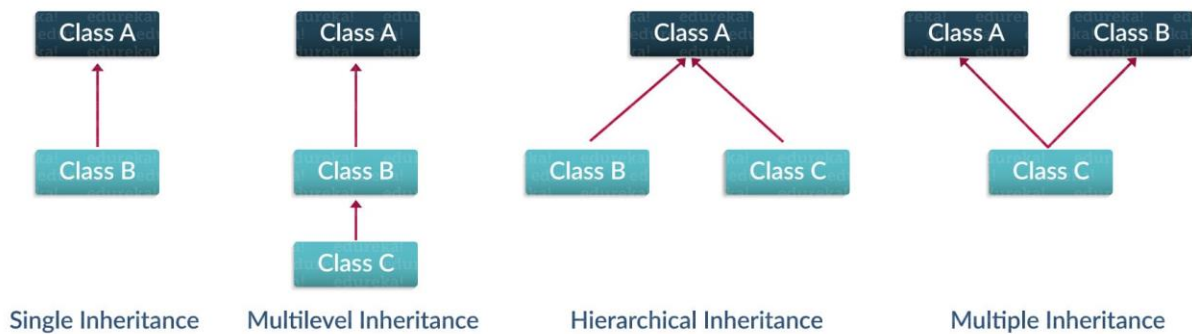 Class A
Class B
Single Inheritance
Class A
Class B
Class C
Multilevel Inheritance
Class A
Class B
Class C
Hierarchical Inheritance
Class A
Class B
Class C
Multiple Inheritance